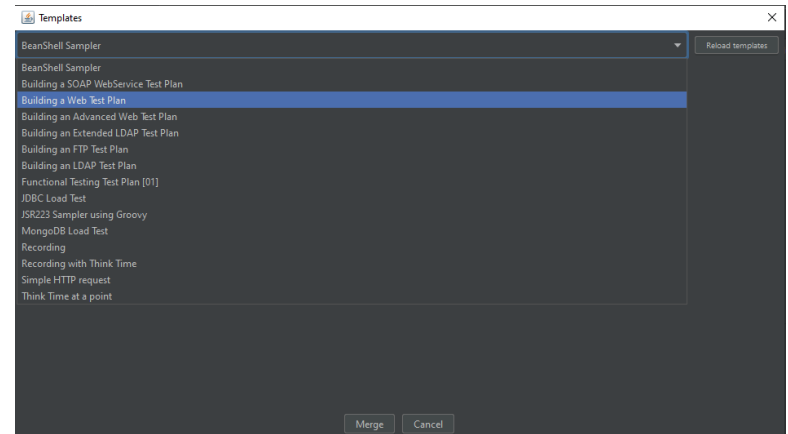 Templates
BeanShell Sampler
Reload templates
BeanShell Sampler
Building a SOAP WebService Test Plan
Building a Web Test Plan
Building an Advanced Web Test Plan
Building an Extended LDAP Test Plan
Building an FTP Test Plan
Building an LDAP Test Plan
Functional Testing Test Plan [01]
JDBC Load Test
JSR223 Sampler using Groovy
MongoDB Load Test
Recording
Recording with Think Time
Simple HTTP request
Think Time at a point
Merge
Cancel